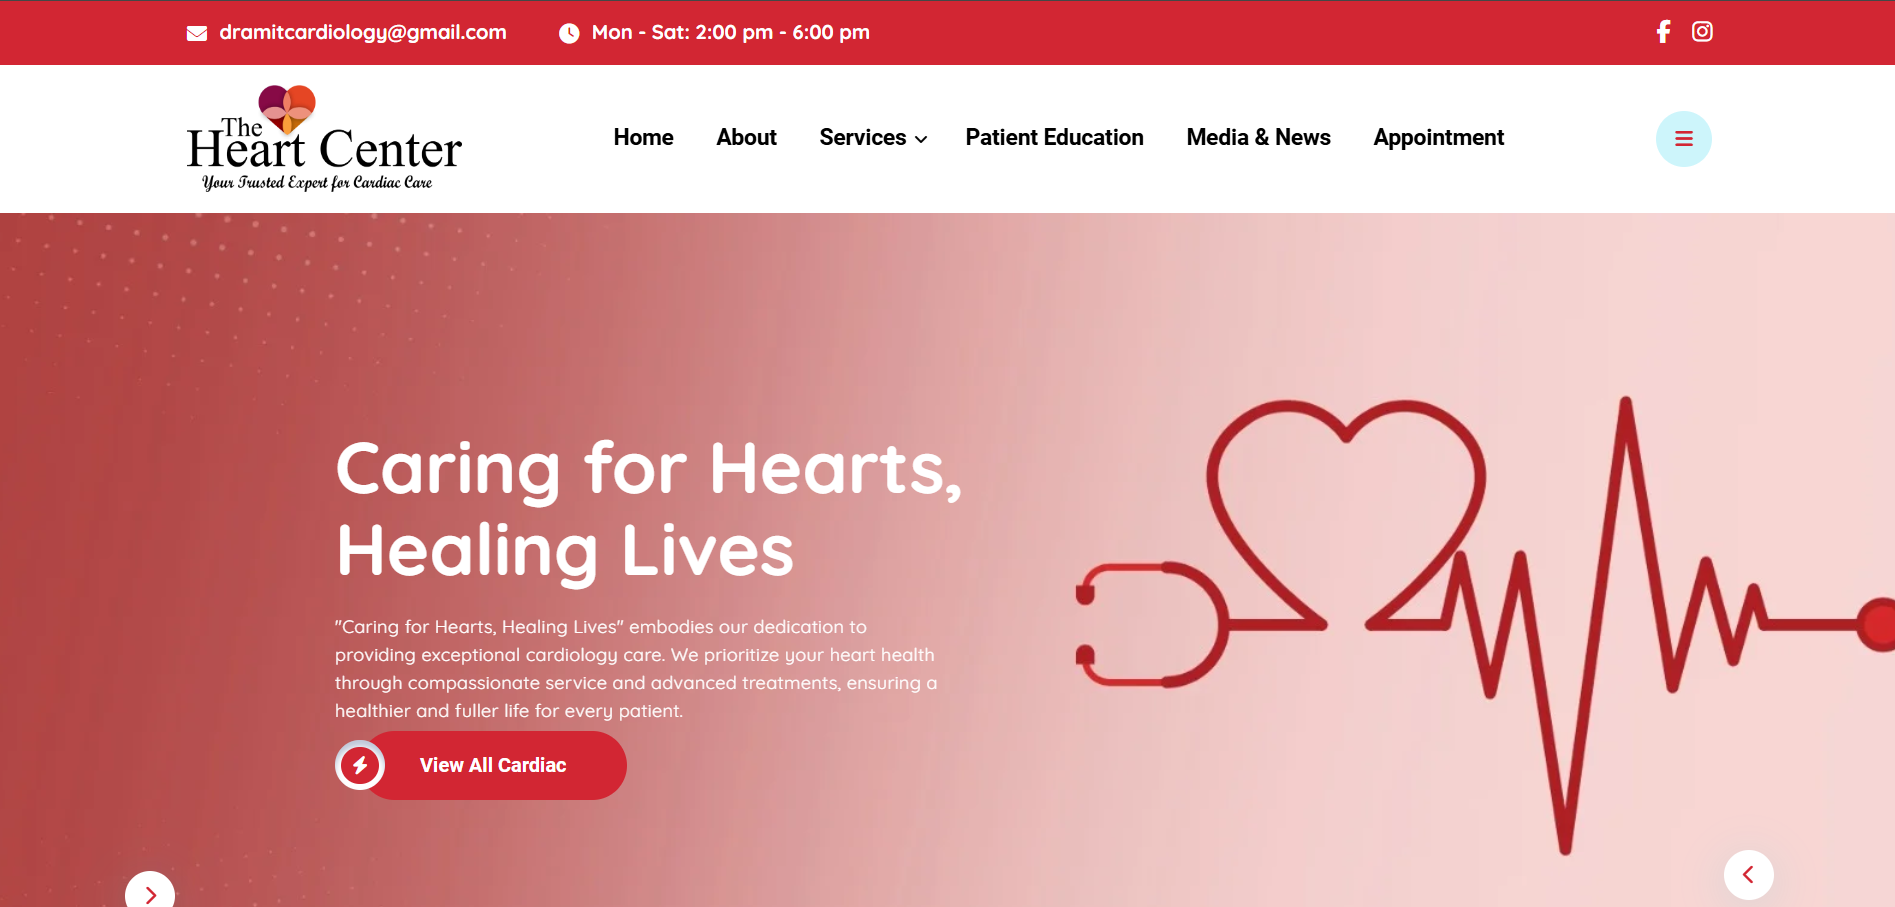 dramitcardiology@gmail.com
Mon - Sat: 2:00 pm - 6:00 pm
The
Heart Center
Your Trusted Expert for Cardiac Care
Home
About
Services
Patient Education
Media & News
Appointment
Caring for Hearts,
Healing Lives
"Caring for Hearts, Healing Lives" embodies our dedication to
providing exceptional cardiology care. We prioritize your heart health
through compassionate service and advanced treatments, ensuring a
healthier and fuller life for every patient.
View All Cardiac